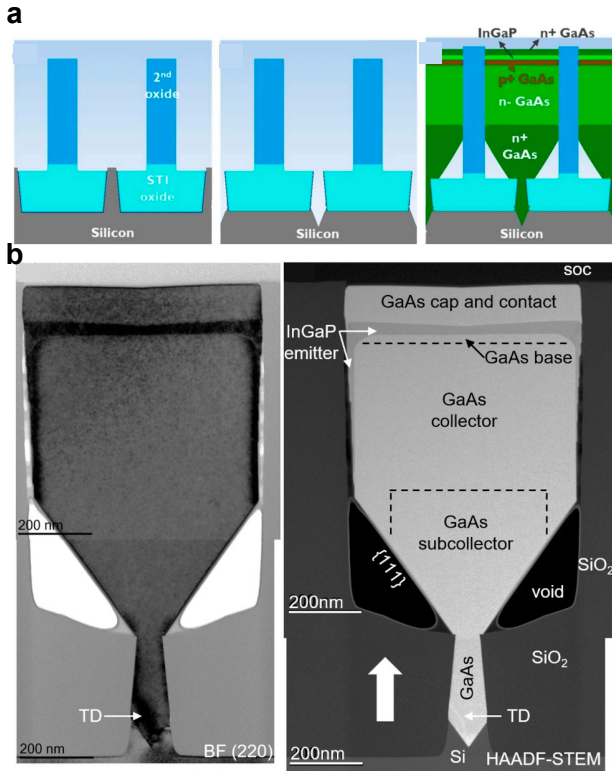 a
2nd
oxide
STI
oxide
Silicon
Silicon
InGaP
n+ GaAs
p+ GaAs
n- GaAs
n+
GaAs
Silicon
b
SOC
GaAs cap and contact
InGaP
emitter
GaAs base
GaAs
collector
GaAs
subcollector
{111}
void
SiO2
200 nm
200nm
SiO2
GaAs
TD
TD
Si
200 nm
BF (220)
200nm
HAADF-STEM